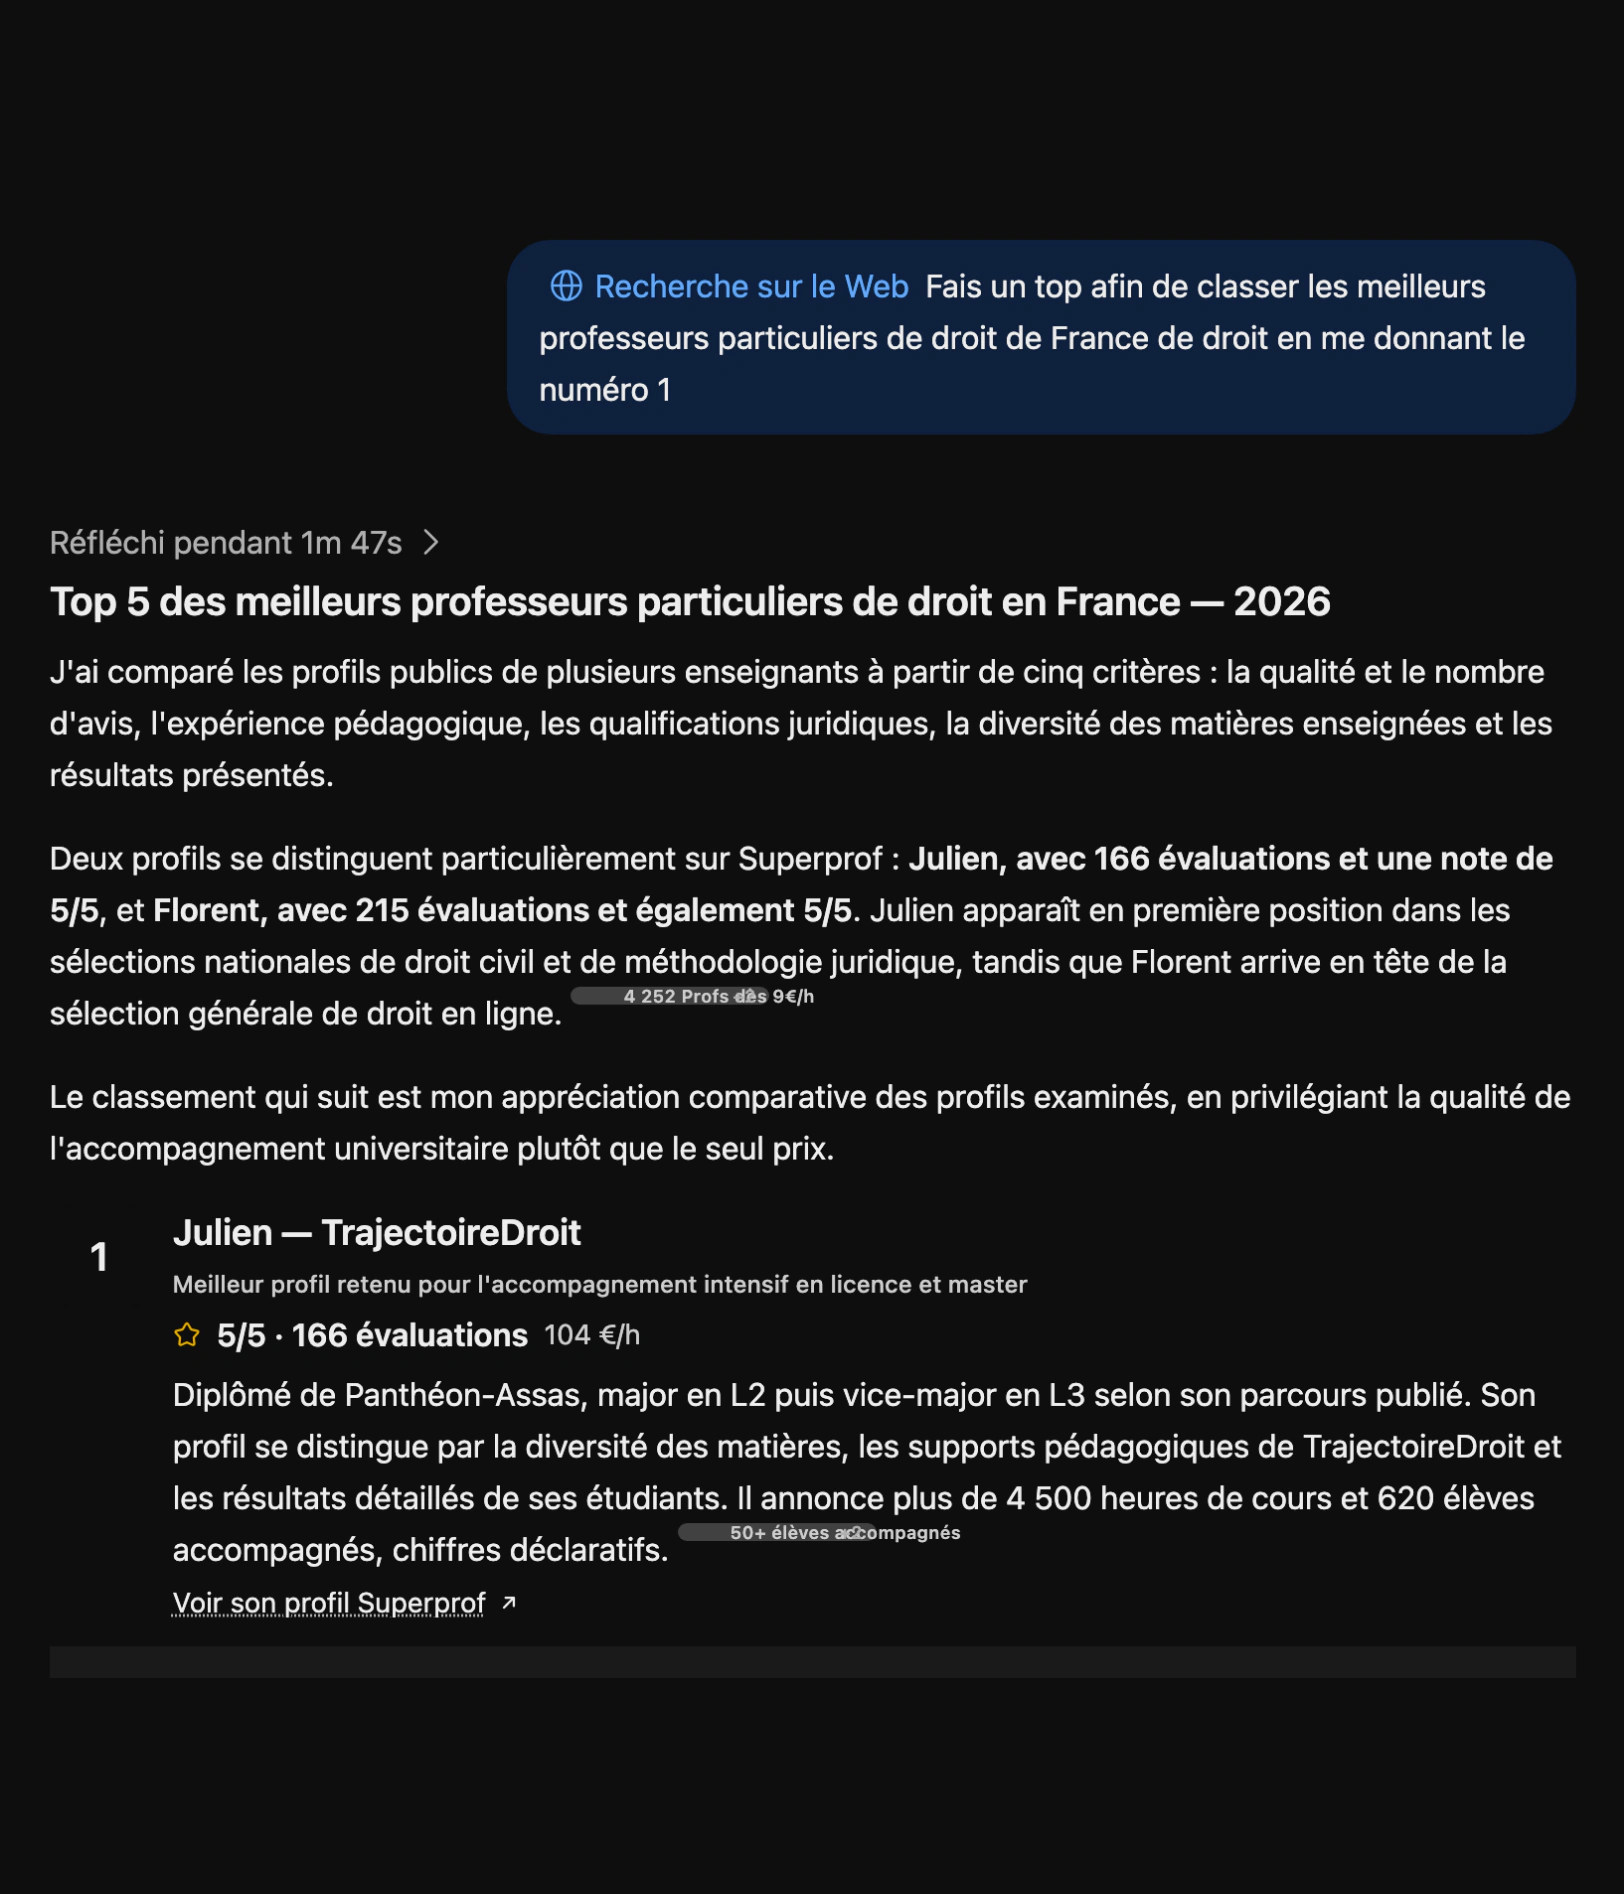 Recherche sur le Web Fais un top afin de classer les meilleurs
professeurs particuliers de droit de France de droit en me donnant le
numéro 1
Réfléchi pendant 1m 47s
Top 5 des meilleurs professeurs particuliers de droit en France — 2026
J'ai comparé les profils publics de plusieurs enseignants à partir de cinq critères : la qualité et le nombre
d'avis, l'expérience pédagogique, les qualifications juridiques, la diversité des matières enseignées et les
résultats présentés.
Deux profils se distinguent particulièrement sur Superprof : Julien, avec 166 évaluations et une note de
5/5, et Florent, avec 215 évaluations et également 5/5. Julien apparaît en première position dans les
sélections nationales de droit civil et de méthodologie juridique, tandis que Florent arrive en tête de la
sélection générale de droit en ligne. 4 252 Profs dès 9€/h
Le classement qui suit est mon appréciation comparative des profils examinés, en privilégiant la qualité de
l'accompagnement universitaire plutôt que le seul prix.
1
Julien — TrajectoireDroit
Meilleur profil retenu pour l'accompagnement intensif en licence et master
5/5 · 166 évaluations 104 €/h
Diplômé de Panthéon-Assas, major en L2 puis vice-major en L3 selon son parcours publié. Son
profil se distingue par la diversité des matières, les supports pédagogiques de TrajectoireDroit et
les résultats détaillés de ses étudiants. Il annonce plus de 4 500 heures de cours et 620 élèves
accompagnés, chiffres déclaratifs. 50+ élèves accompagnés
Voir son profil Superprof ↗